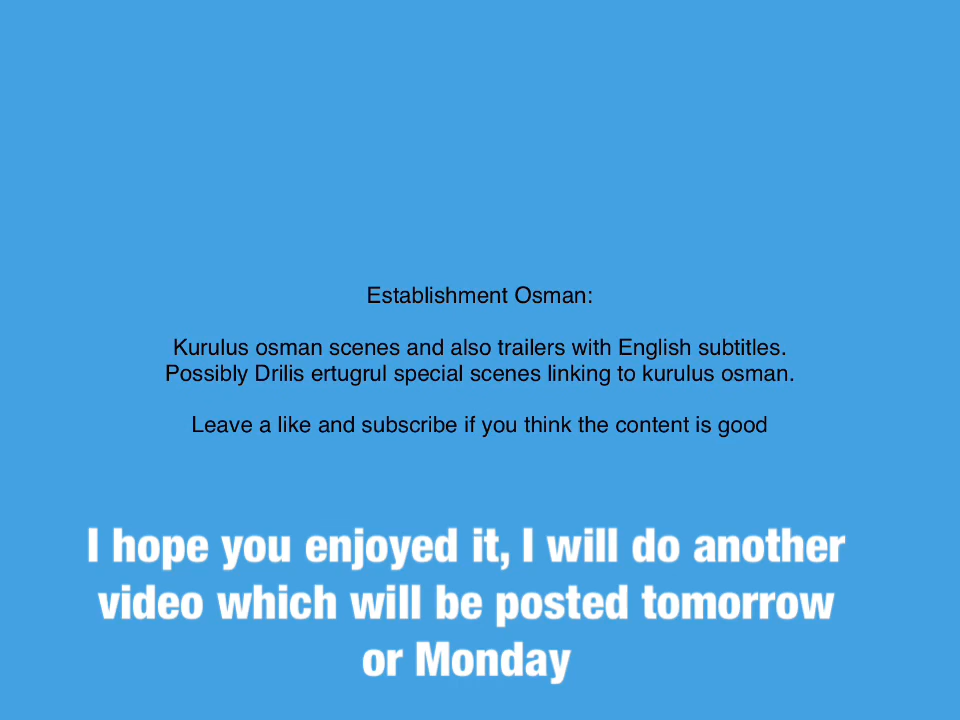 Establishment Osman:
Kurulus osman scenes and also trailers with English subtitles.
Possibly Drilis ertugrul special scenes linking to kurulus osman.
Leave a like and subscribe if you think the content is good
I hope you enjoyed it, I will do another
video which will be posted tomorrow
or Monday